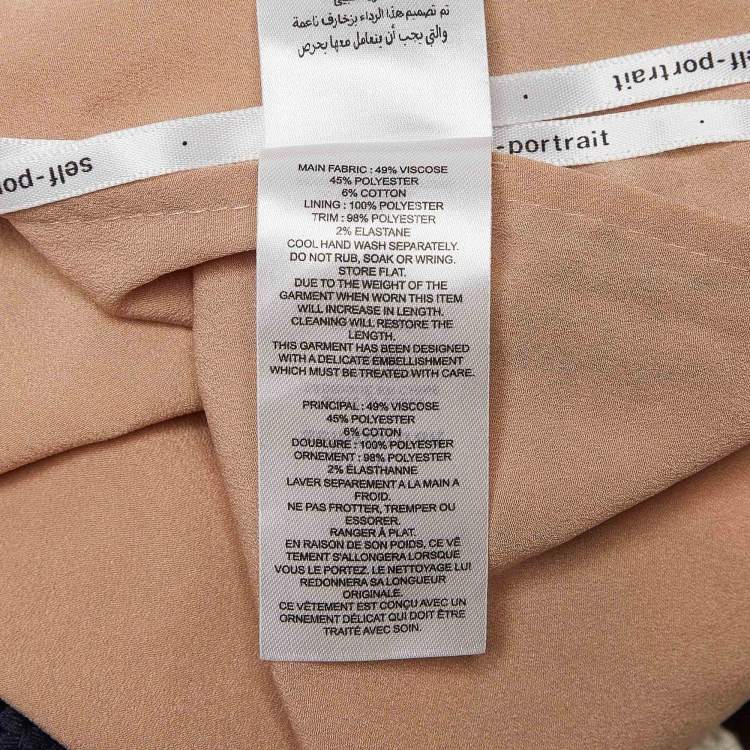 تم تصميم هذا الرداء بزخارف ناعمة
والتي يجب أن ينعامل معها بحرص
self-portrait
-portrait
self-por
MAIN FABRIC : 49% VISCOSE
45% POLYESTER
6% COTTON
LINING : 100% POLYESTER
TRIM : 98% POLYESTER
2% ELASTANE
COOL HAND WASH SEPARATELY.
DO NOT RUB, SOAK OR WRING.
STORE FLAT.
DUE TO THE WEIGHT OF THE
GARMENT WHEN WORN THIS ITEM
WILL INCREASE IN LENGTH.
CLEANING WILL RESTORE THE
LENGTH.
THIS GARMENT HAS BEEN DESIGNED
WITH A DELICATE EMBELLISHMENT
WHICH MUST BE TREATED WITH CARE.
PRINCIPAL : 49% VISCOSE
45% POLYESTER
6% COTON
DOUBLURE : 100% POLYESTER
ORNEMENT : 98% POLYESTER
2% ÉLASTHANNE
LAVER SEPAREMENT A LA MAIN A
FROID.
NE PAS FROTTER, TREMPER OU
ESSORER.
RANGER À PLAT.
EN RAISON DE SON POIDS, CE VÊ
TEMENT S'ALLONGERA LORSQUE
VOUS LE PORTEZ. LE NETTOYAGE LUI
REDONNERA SA LONGUEUR
ORIGINALE.
CE VÊTEMENT EST CONÇU AVEC UN
ORNEMENT DÉLICAT QUI DOIT ÊTRE
TRAITÉ AVEC SOIN.